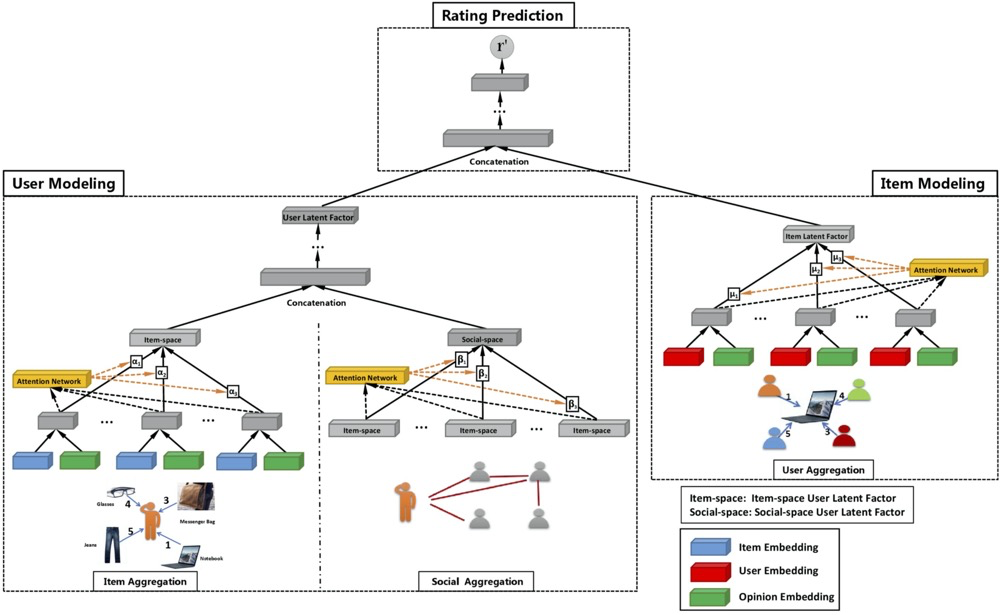 Rating Prediction
r'
...
Concatenation
User Modeling
User Latent Factor
...
Concatenation
Item-space
α₁
α₂
α₃
Attention Network
...
...
Glasses
4
3
Messenger Bag
Jeans
5
1
Notebook
Item Aggregation
Social-space
β₁
β₂
β₃
Attention Network
Item-space
...
Item-space
...
Item-space
Social Aggregation
Item Modeling
Item Latent Factor
μ₃
μ₂
μ₁
Attention Network
...
...
1
4
5
3
User Aggregation
Item-space: Item-space User Latent Factor
Social-space: Social-space User Latent Factor
Item Embedding
User Embedding
Opinion Embedding